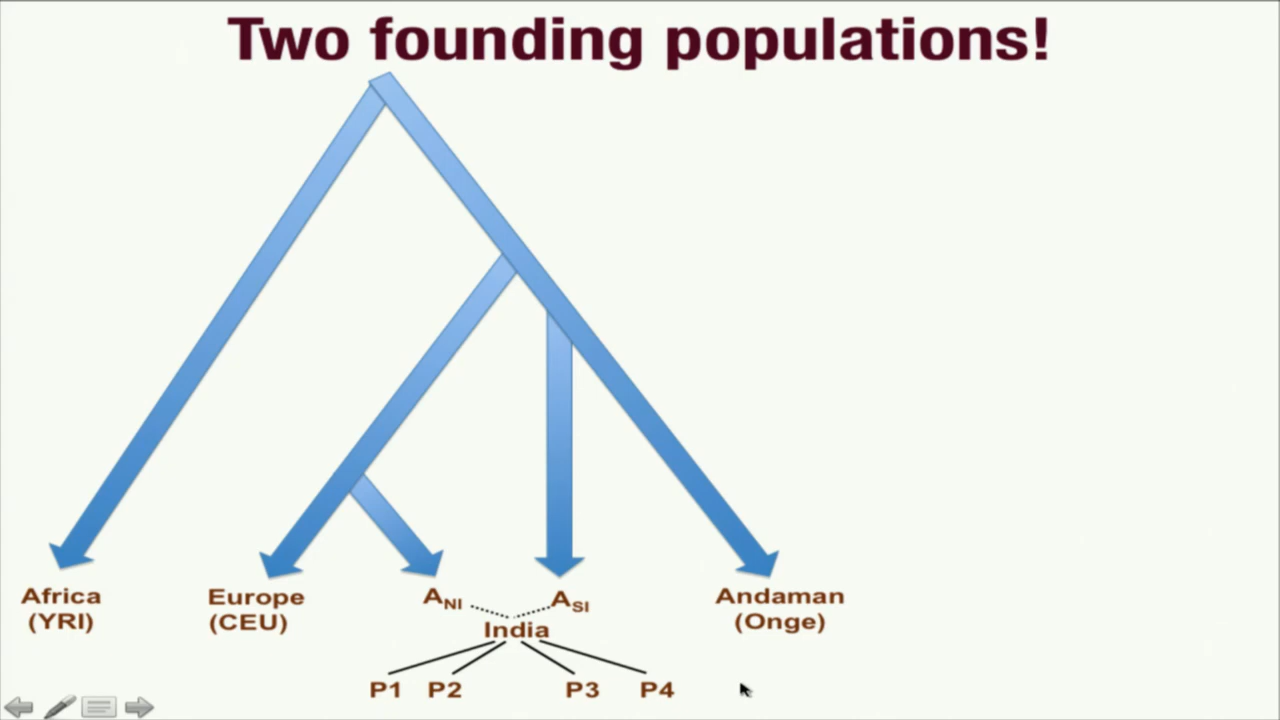 Two founding populations!
Africa (YRI)
Europe (CEU)
ANI
ASI
India
Andaman (Onge)
P1 P2 P3 P4